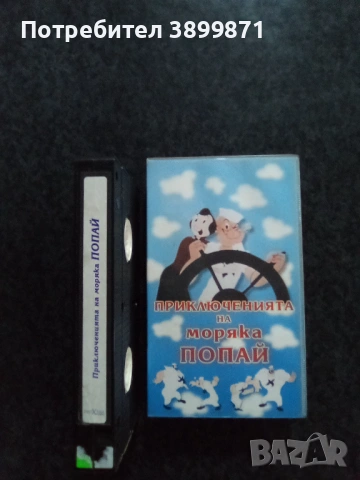 Потребител 3899871
Приключенията на моряка ПОПАЙ
ПРИКЛЮЧЕНИЯТА
НА
моряка
ПОПАЙ
BAZAR